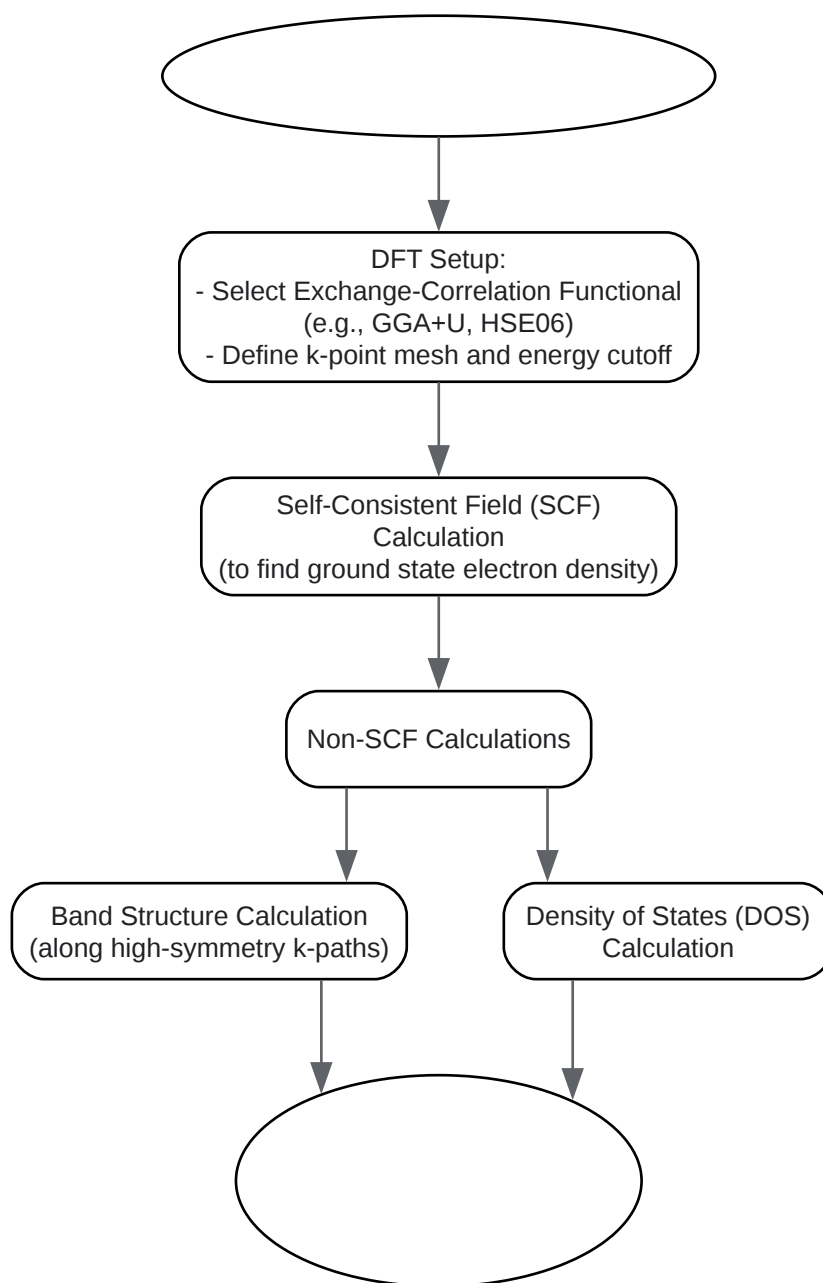 DFT Setup:
- Select Exchange-Correlation Functional
(e.g., GGA+U, HSE06)
- Define k-point mesh and energy cutoff
Self-Consistent Field (SCF)
Calculation
(to find ground state electron density)
Non-SCF Calculations
Band Structure Calculation
(along high-symmetry k-paths)
Density of States (DOS)
Calculation